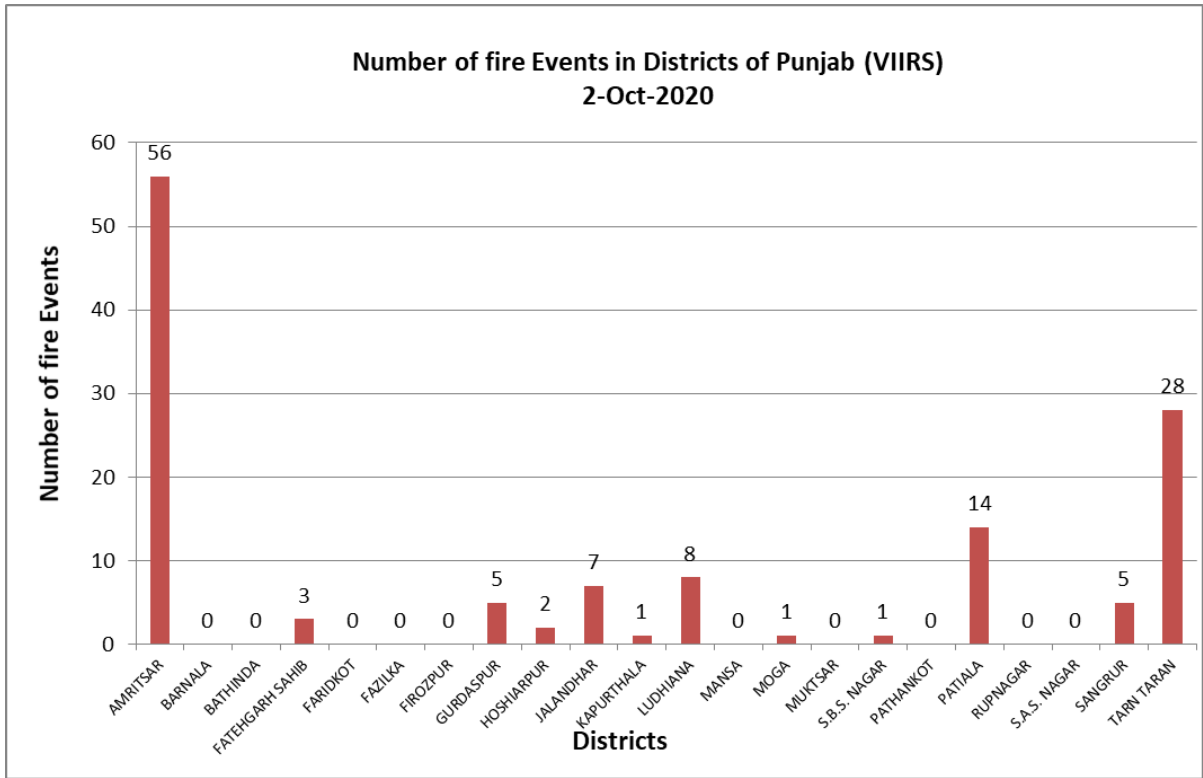 Number of fire Events in Districts of Punjab (VIIRS)
2-Oct-2020
Number of fire Events
60
50
40
30
20
10
0
56
0
0
3
0
0
0
5
2
7
1
8
0
1
0
1
0
14
0
0
5
28
AMRITSAR
BARNALA
BATHINDA
FATEHGARH SAHIB
FARIDKOT
FAZILKA
FIROZPUR
GURDASPUR
HOSHIARPUR
JALANDHAR
KAPURTHALA
LUDHIANA
MANSA
MOGA
MUKTSAR
S.B.S. NAGAR
PATHANKOT
PATIALA
RUPNAGAR
S.A.S. NAGAR
SANGRUR
TARN TARAN
Districts